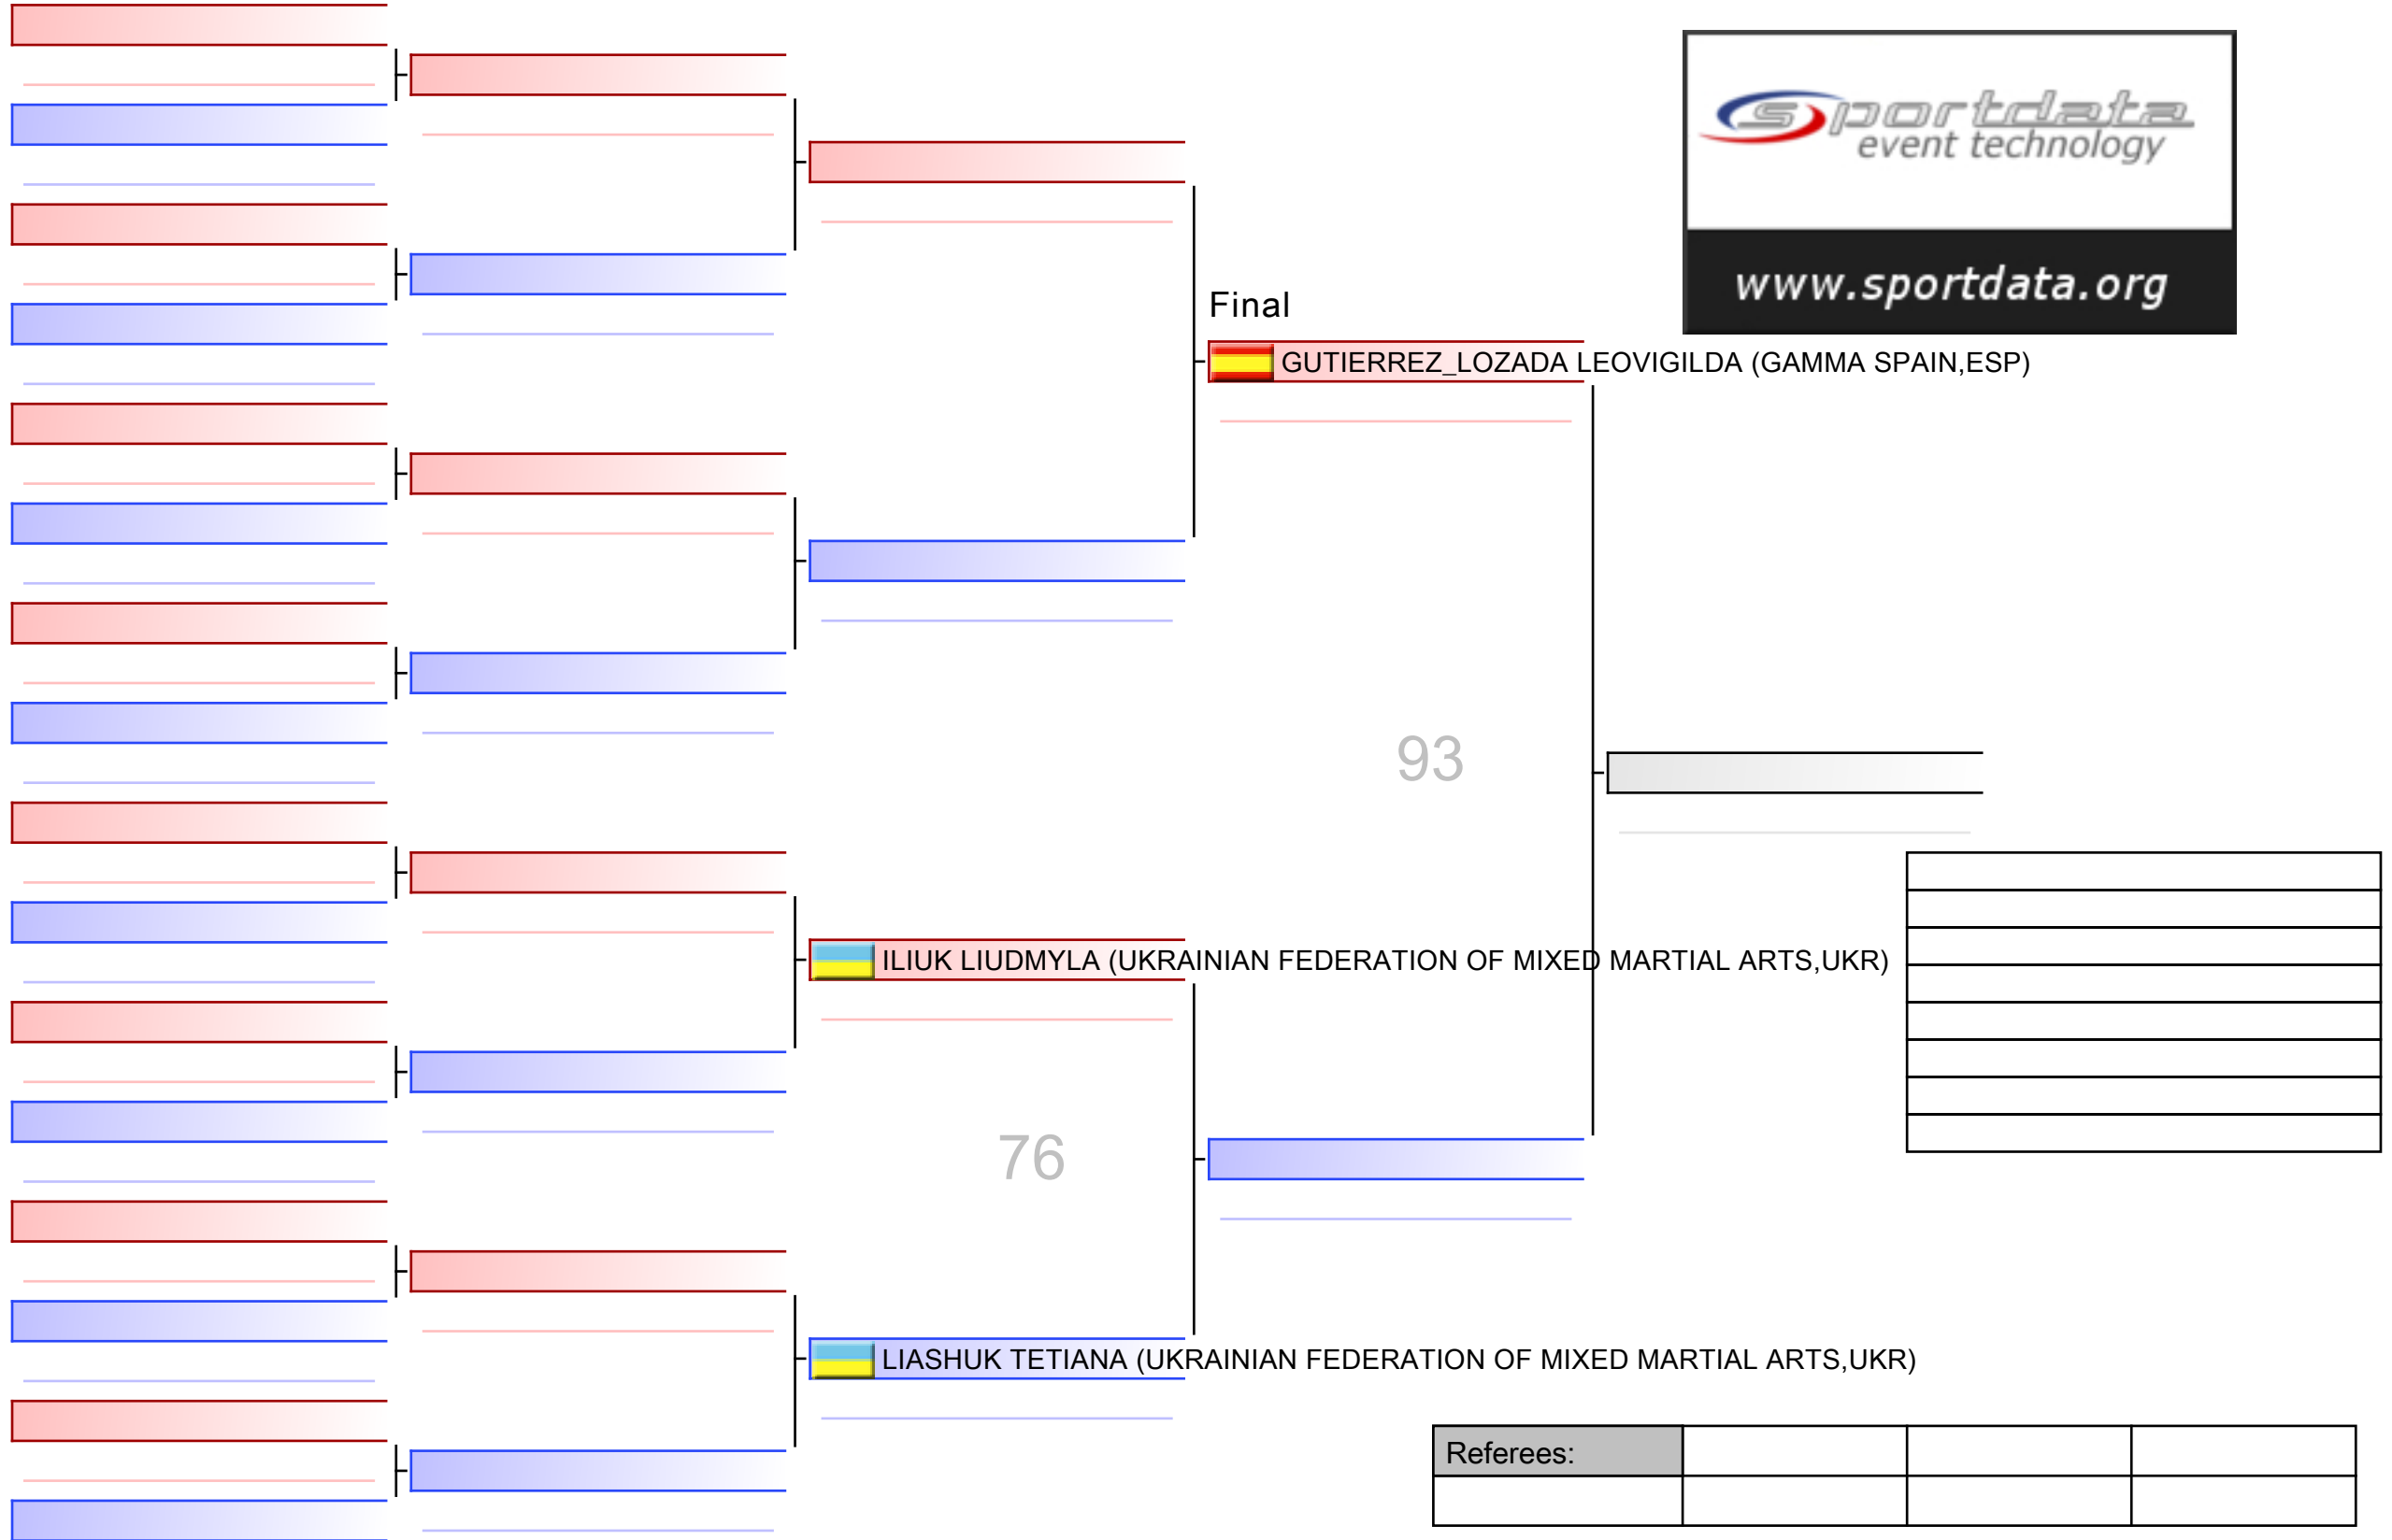 sportdata
event technology
www.sportdata.org
Final
GUTIERREZ_LOZADA LEOVIGILDA (GAMMA SPAIN,ESP)
93
ILIUK LIUDMYLA (UKRAINIAN FEDERATION OF MIXED MARTIAL ARTS,UKR)
76
LIASHUK TETIANA (UKRAINIAN FEDERATION OF MIXED MARTIAL ARTS,UKR)
Referees: